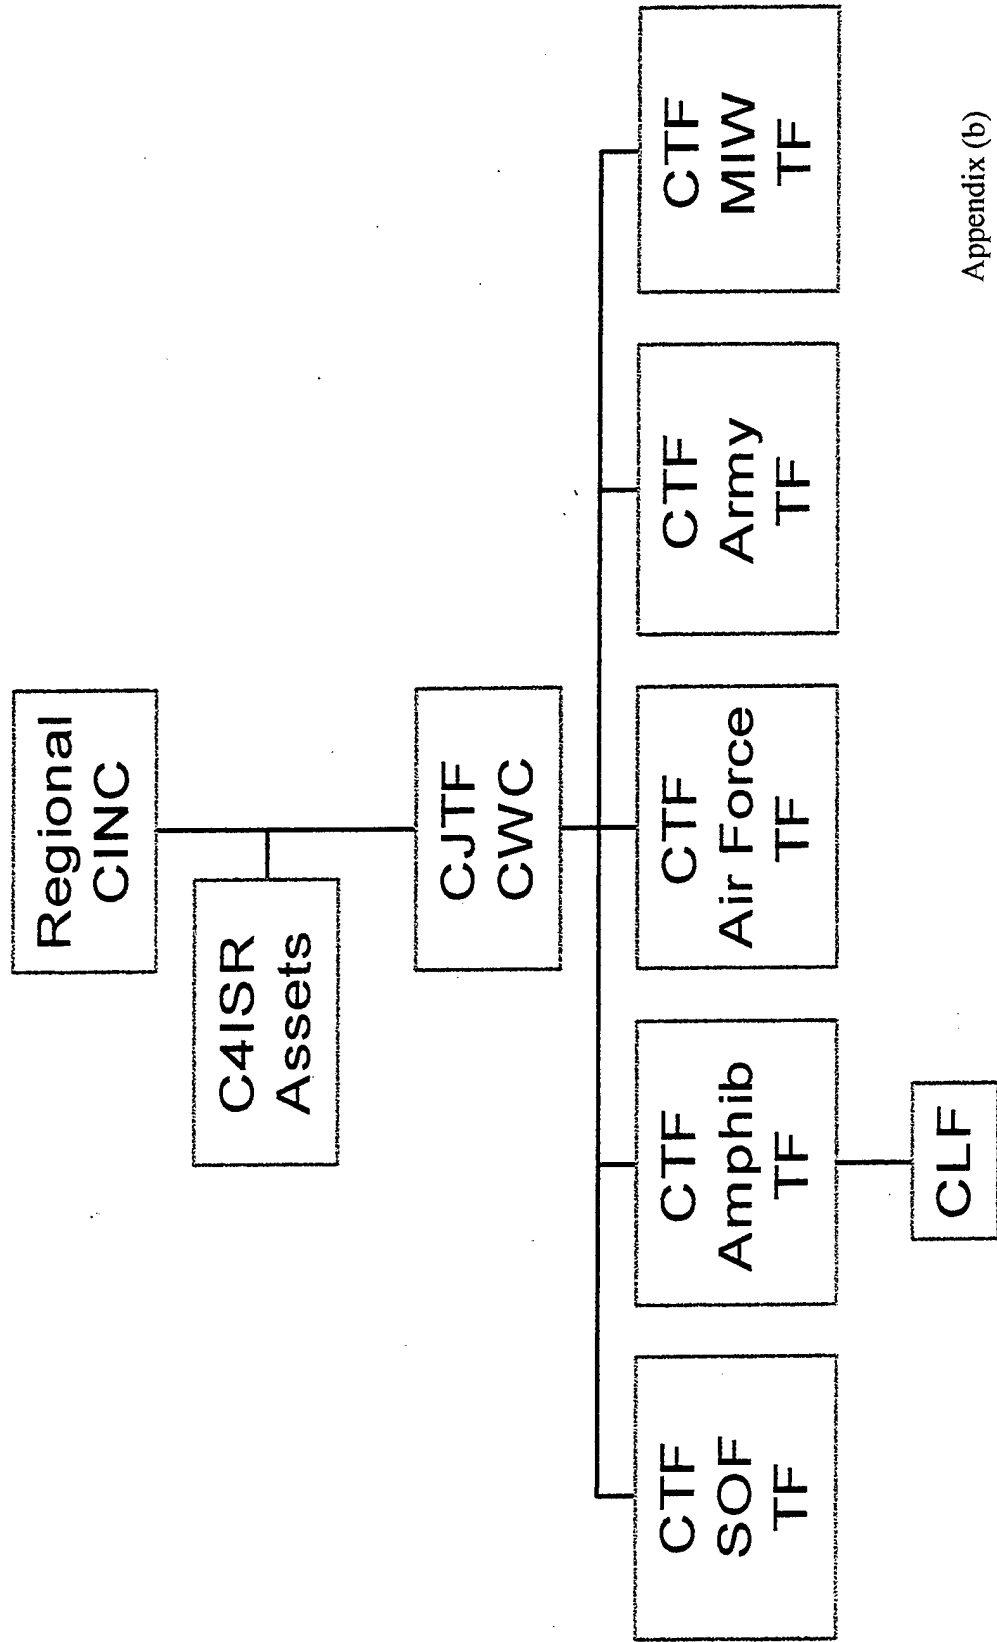 Regional
CINC
C4ISR
Assets
CJTF
CWC
CTF
SOF
TF
CTF
Amphib
TF
CTF
Air Force
TF
CTF
Army
TF
CTF
MIW
TF
CLF
Appendix (b)